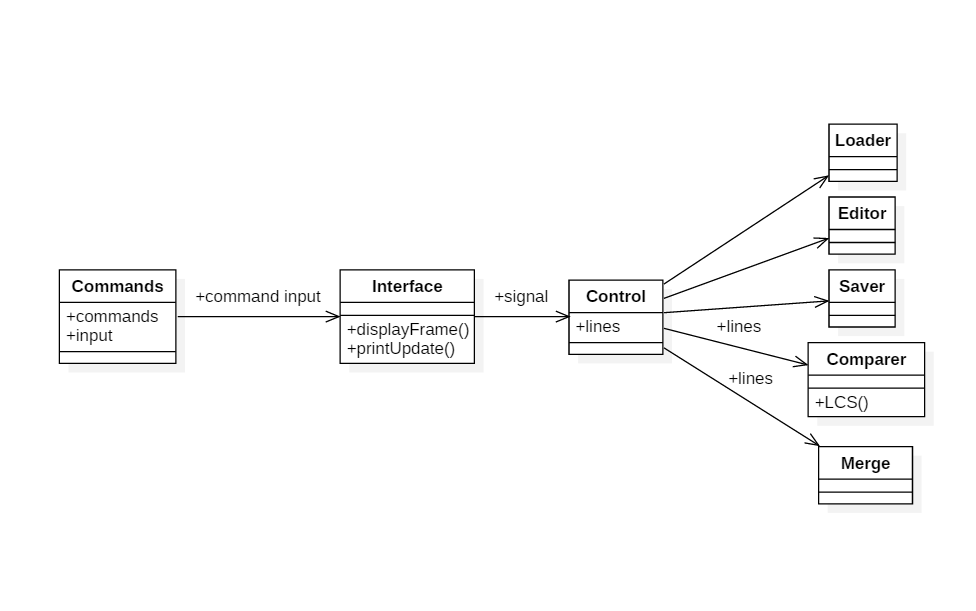 Commands
+commands
+input
+command input
Interface
+displayFrame()
+printUpdate()
+signal
Control
+lines
Loader
Editor
Saver
+lines
Comparer
+LCS()
+lines
Merge